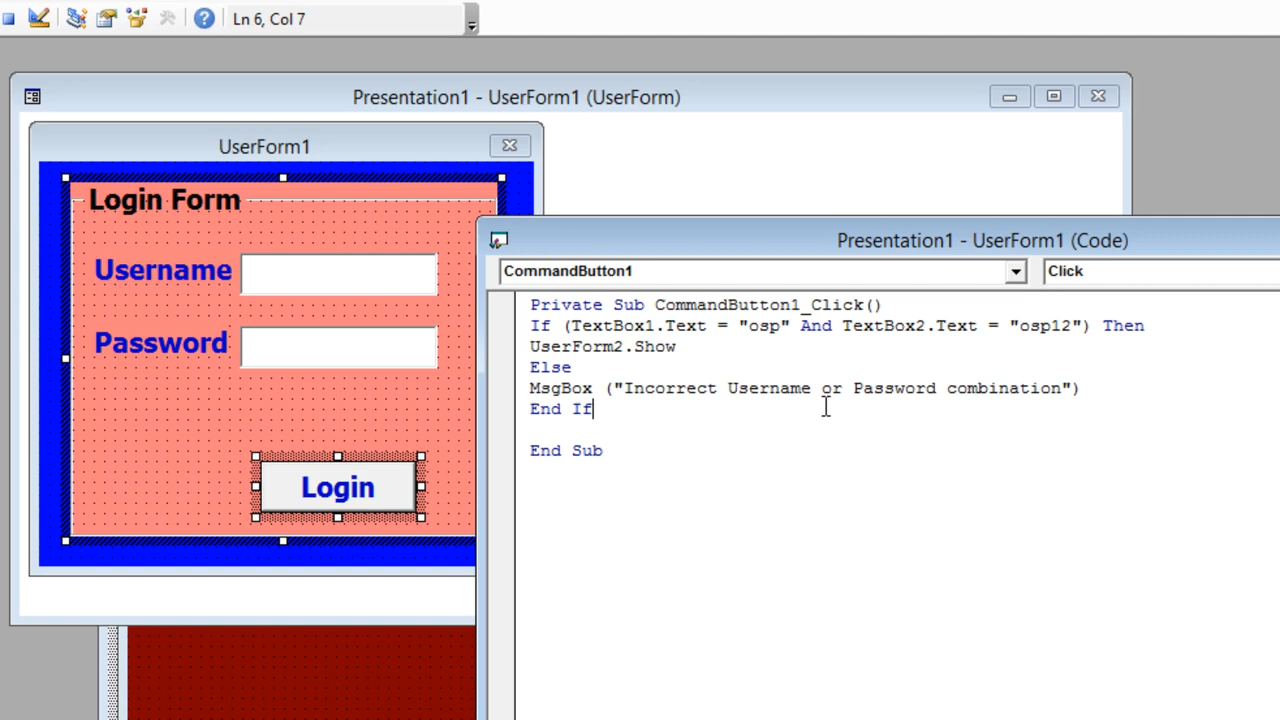 Ln 6, Col 7
Presentation1 - UserForm1 (UserForm)
UserForm1
Login Form
Username
Password
Login
Presentation1 - UserForm1 (Code)
CommandButton1
Click
Private Sub CommandButton1_Click()
If (TextBox1.Text = "osp" And TextBox2.Text = "osp12") Then
UserForm2.Show
Else
MsgBox ("Incorrect Username or Password combination")
End If
End Sub